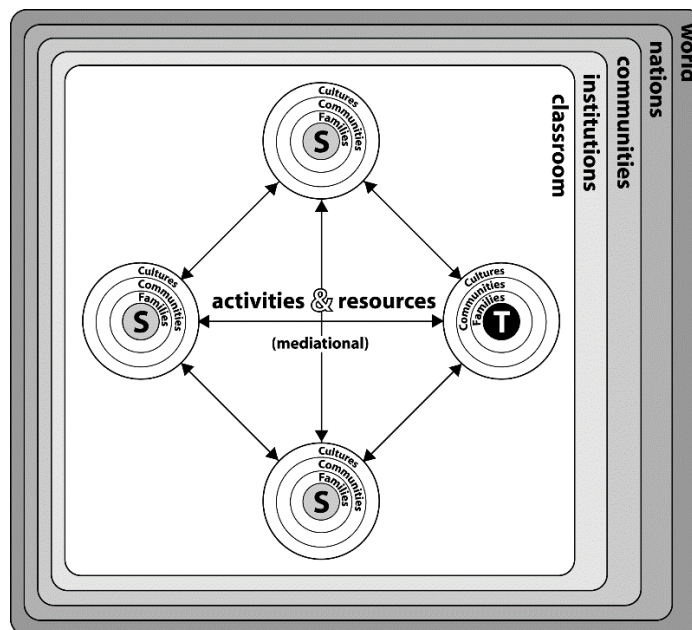 world
nations
communities
institutions
classroom
Cultures
Communities
Families
S
Cultures
Communities
Families
S
activities & resources
(mediational)
Cultures
Communities
Families
T
Cultures
Communities
Families
S